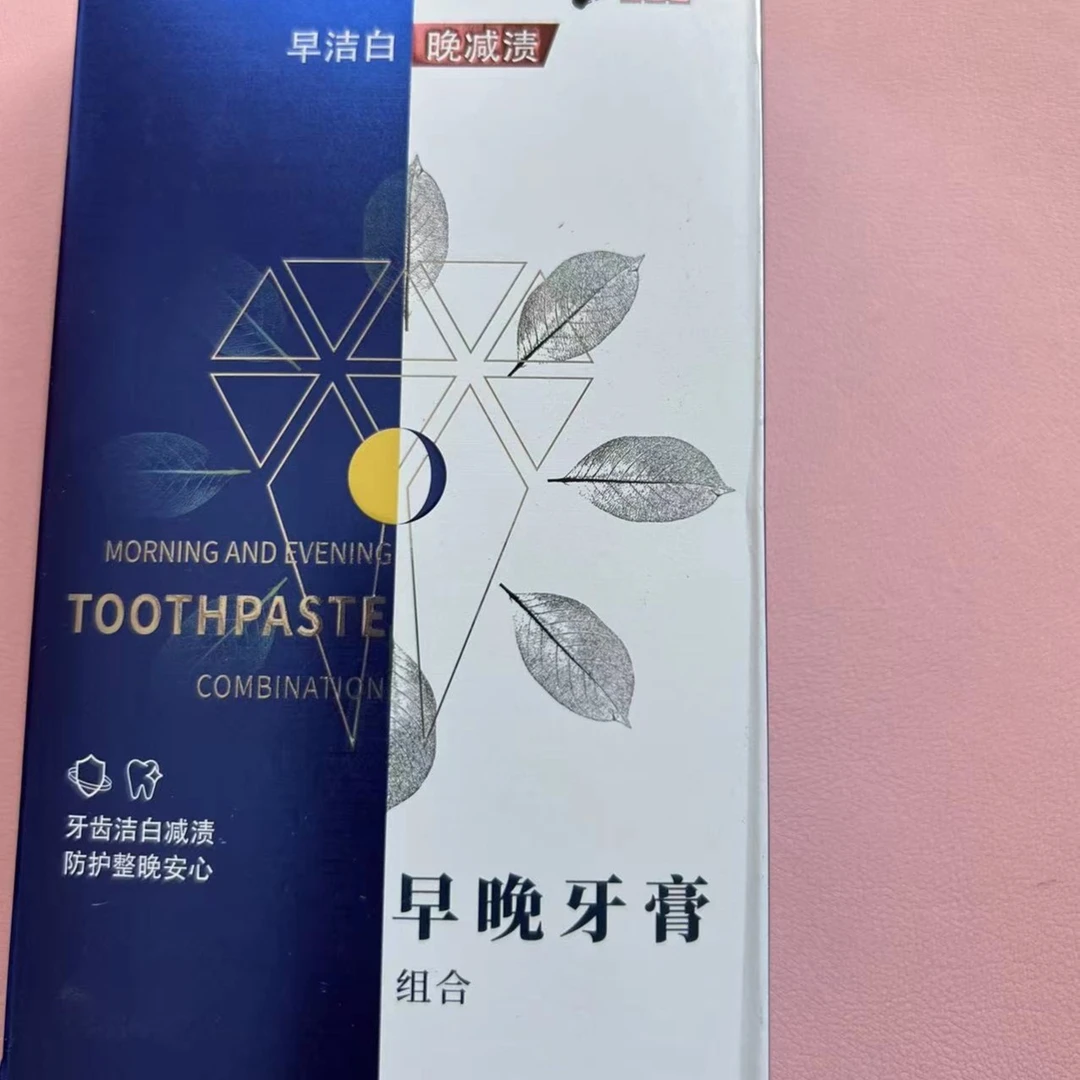 早洁白 晚减渍
MORNING AND EVENING
TOOTHPASTE
COMBINATION
牙齿洁白减渍
防护整晚安心
早晚牙膏
组合